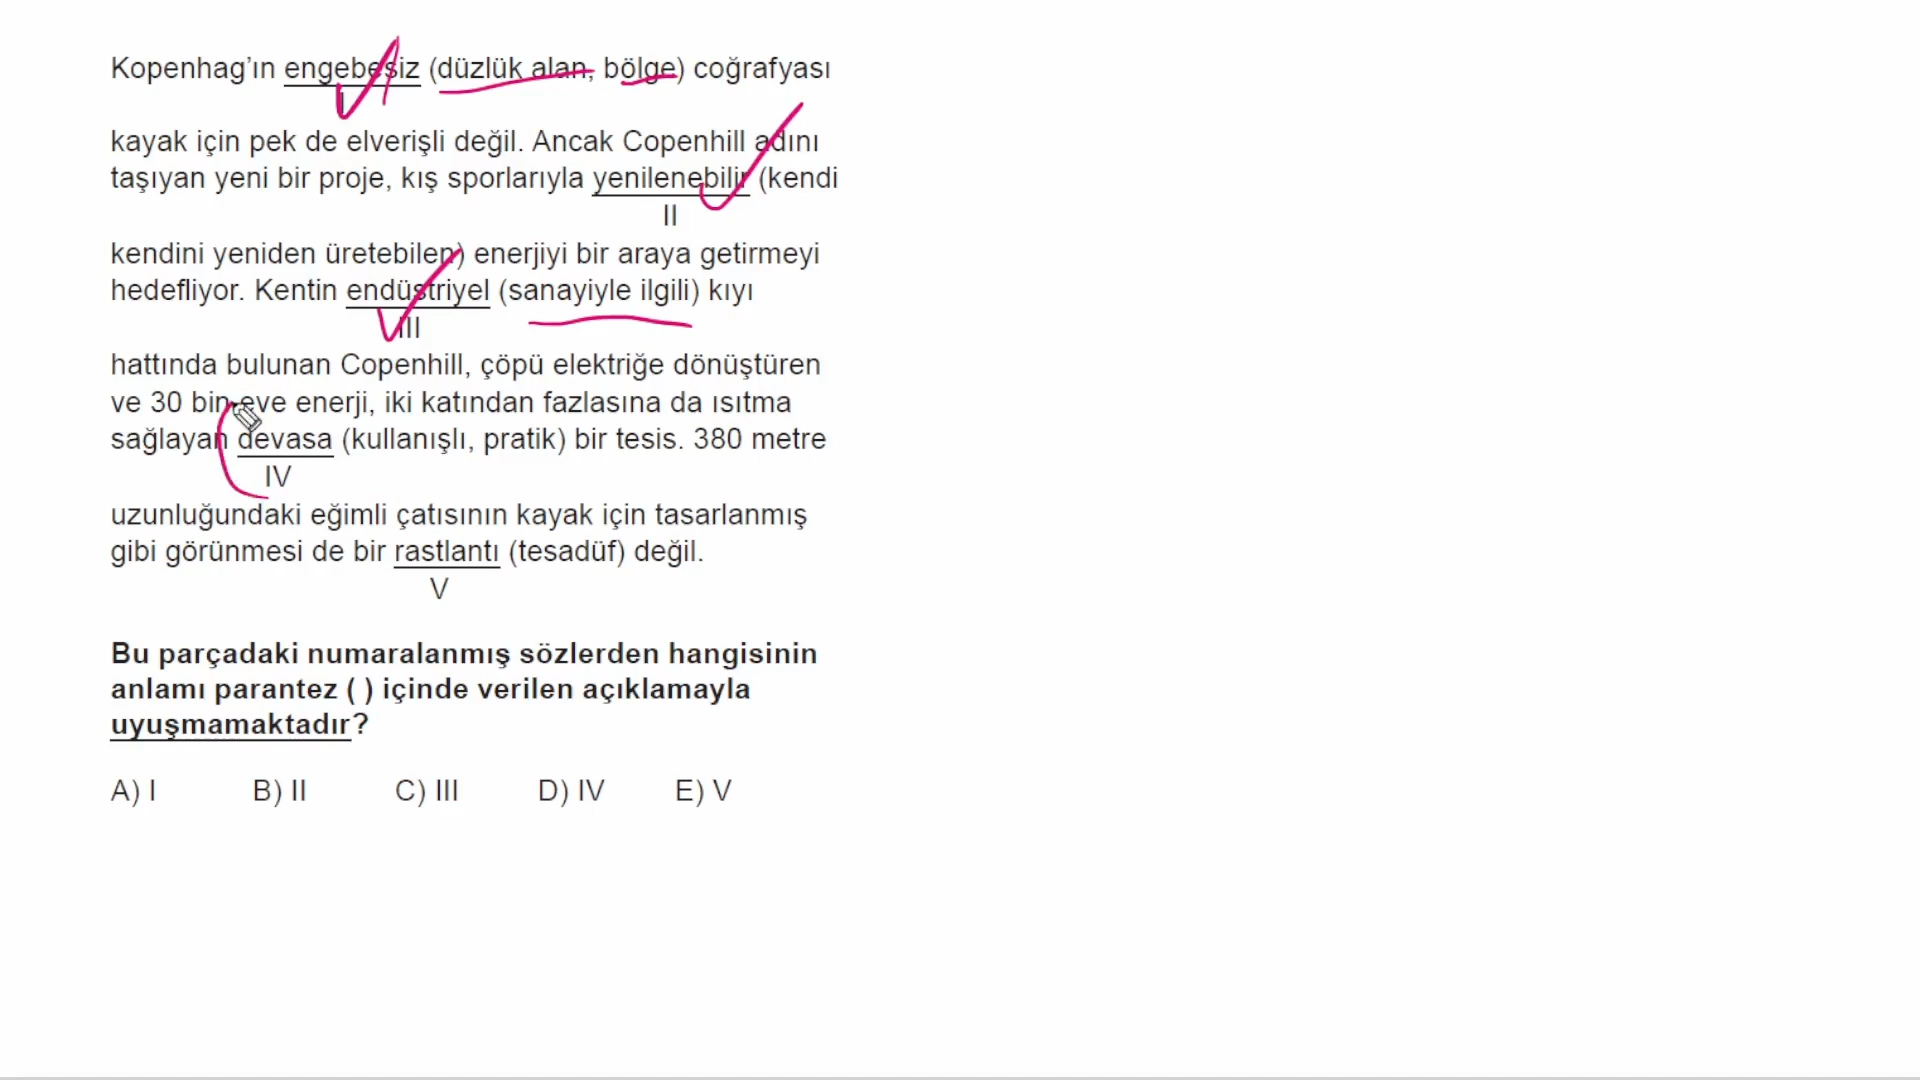 Kopenhag’ın engebesiz (düzlük alan, bölge) coğrafyası
I
kayak için pek de elverişli değil. Ancak Copenhill adını
taşıyan yeni bir proje, kış sporlarıyla yenilenebilir (kendi
II
kendini yeniden üretebilen) enerjiyi bir araya getirmeyi
hedefliyor. Kentin endüstriyel (sanayiyle ilgili) kıyı
III
hattında bulunan Copenhill, çöpü elektriğe dönüştüren
ve 30 bin eve enerji, iki katından fazlasına da ısıtma
sağlayan devasa (kullanışlı, pratik) bir tesis. 380 metre
IV
uzunluğundaki eğimli çatısının kayak için tasarlanmış
gibi görünmesi de bir rastlantı (tesadüf) değil.
V
Bu parçadaki numaralanmış sözlerden hangisinin
anlamı parantez ( ) içinde verilen açıklamayla
uyuşmamaktadır?
A) I B) II C) III D) IV E) V